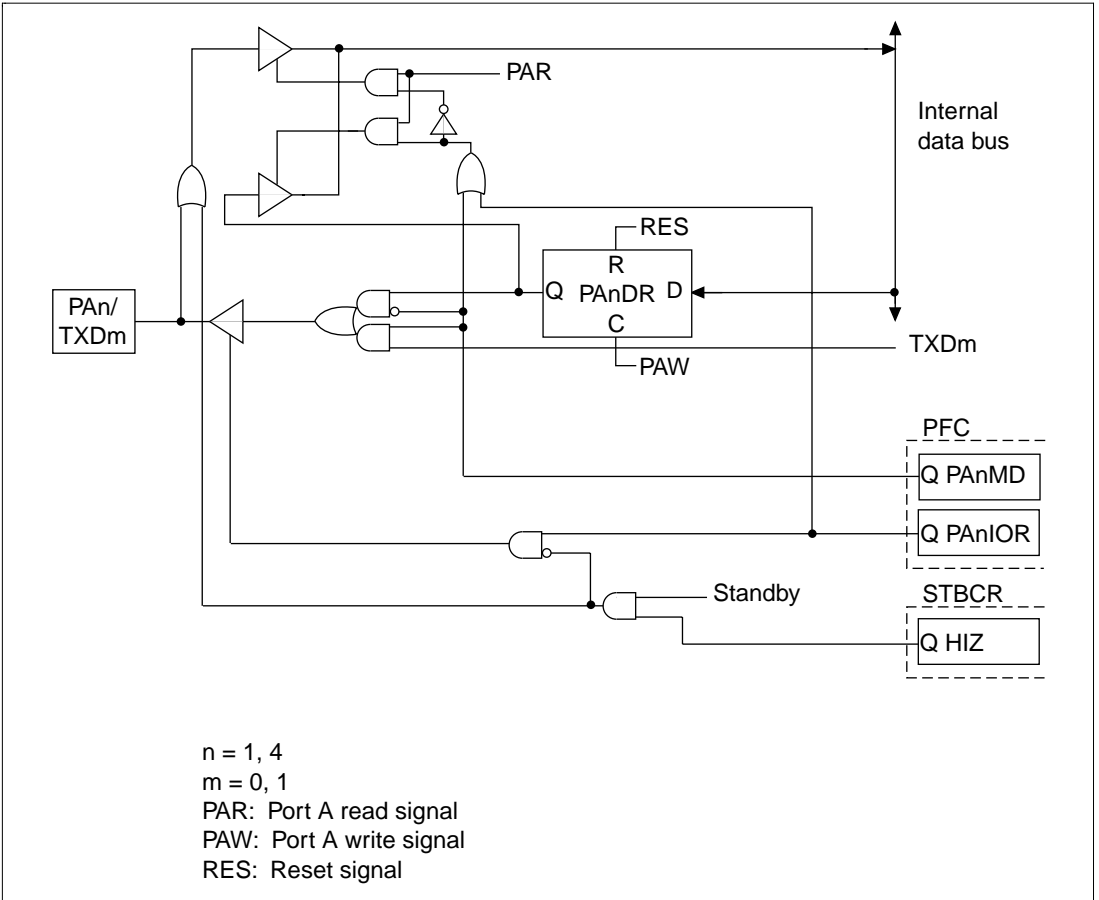 PAR
Internal
data bus
RES
R
Q PAnDR D
C
PAn/
TXDm
TXDm
PAW
PFC
Q PAnMD
Q PAnIOR
Standby
STBCR
Q HIZ
n = 1, 4
m = 0, 1
PAR: Port A read signal
PAW: Port A write signal
RES: Reset signal